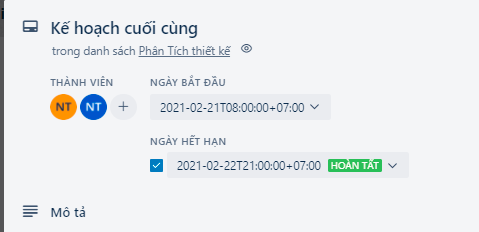 Kế hoạch cuối cùng
trong danh sách Phân Tích thiết kế
THÀNH VIÊN
NT NT +
NGÀY BẮT ĐẦU
2021-02-21T08:00:00+07:00
NGÀY HẾT HẠN
2021-02-22T21:00:00+07:00 HOÀN TẤT
Mô tả